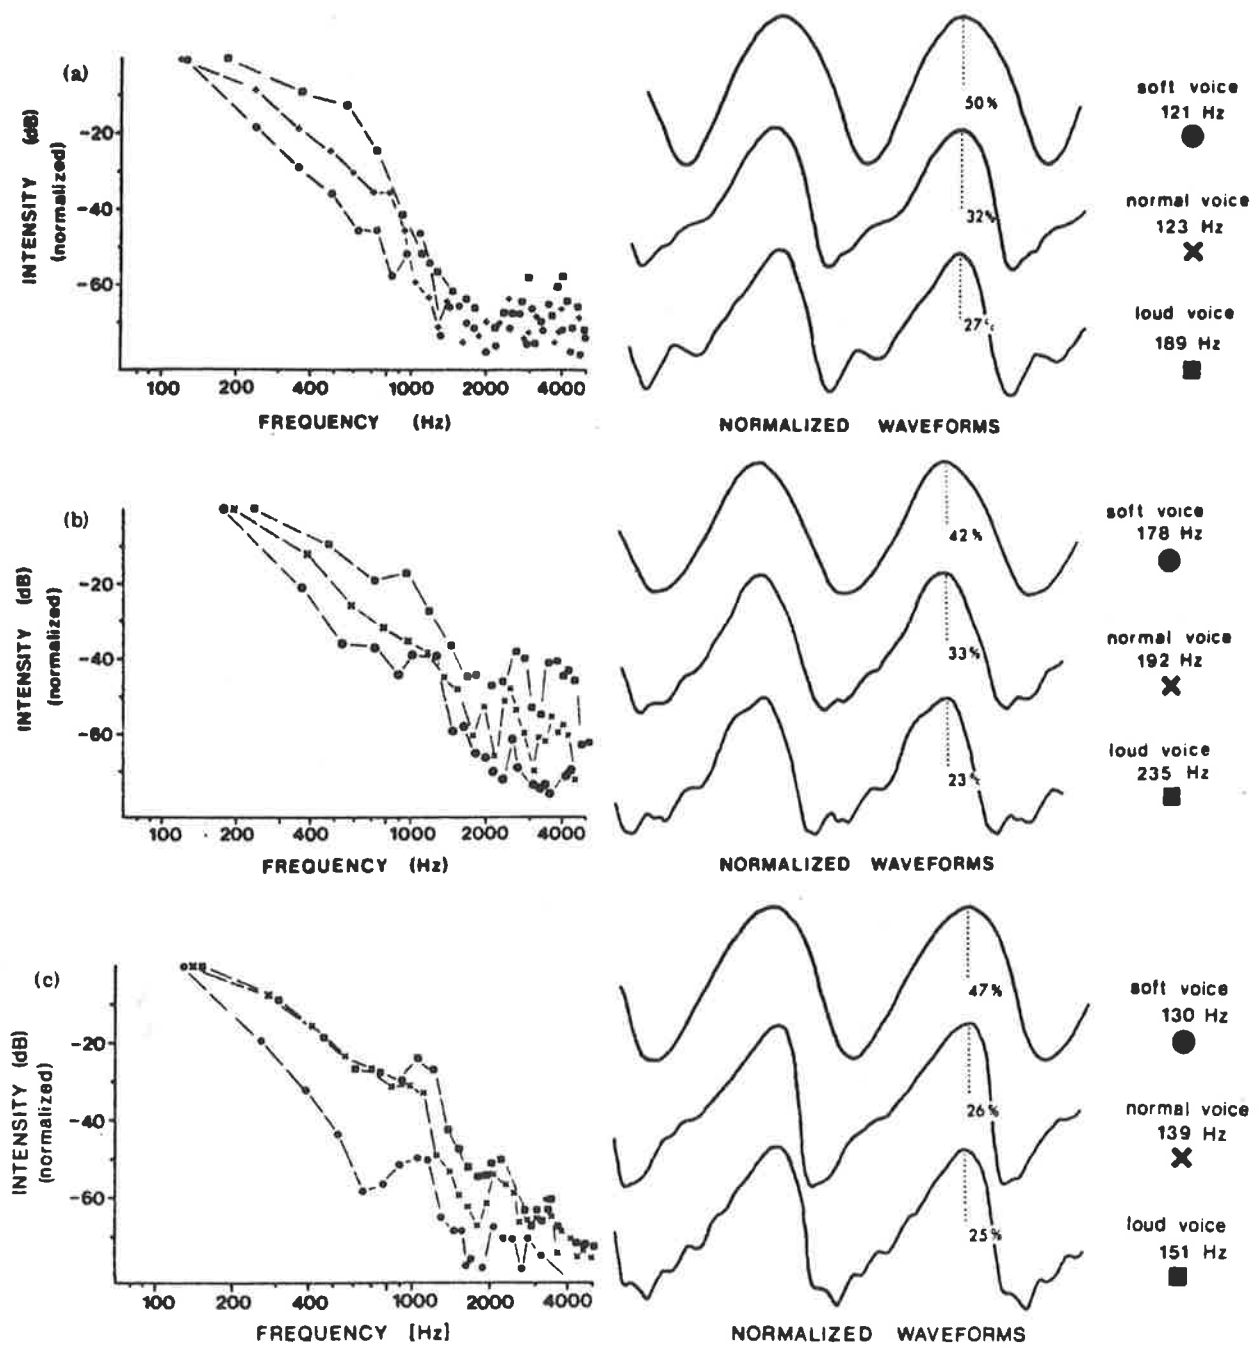 (a)
INTENSITY (dB)
(normalized)
-20
-40
-60
100 200 400 1000 2000 4000
FREQUENCY (Hz)
50%
32%
27%
NORMALIZED WAVEFORMS
soft voice
121 Hz
normal voice
123 Hz
loud voice
189 Hz
(b)
INTENSITY (dB)
(normalized)
-20
-40
-60
100 200 400 1000 2000 4000
FREQUENCY (Hz)
42%
33%
23%
NORMALIZED WAVEFORMS
soft voice
178 Hz
normal voice
192 Hz
loud voice
235 Hz
(c)
INTENSITY (dB)
(normalized)
-20
-40
-60
100 200 400 1000 2000 4000
FREQUENCY [Hz]
47%
26%
25%
NORMALIZED WAVEFORMS
soft voice
130 Hz
normal voice
139 Hz
loud voice
151 Hz